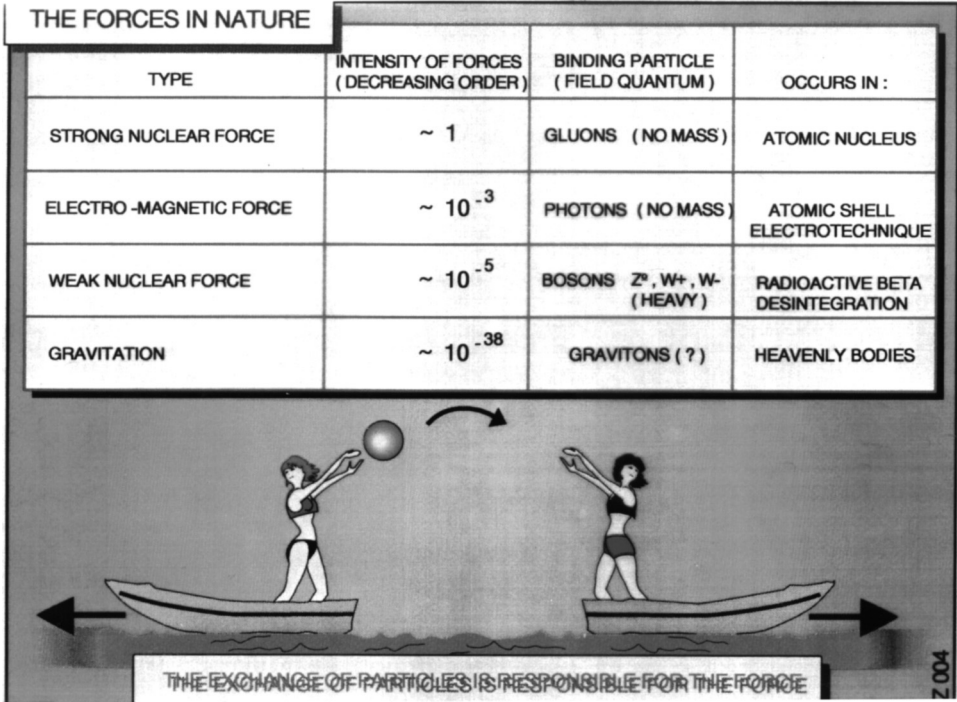 THE FORCES IN NATURE
TYPE
INTENSITY OF FORCES
( DECREASING ORDER )
BINDING PARTICLE
( FIELD QUANTUM )
OCCURS IN :
STRONG NUCLEAR FORCE
~ 1
GLUONS ( NO MASS )
ATOMIC NUCLEUS
ELECTRO -MAGNETIC FORCE
~ 10⁻³
PHOTONS ( NO MASS )
ATOMIC SHELL
ELECTROTECHNIQUE
WEAK NUCLEAR FORCE
~ 10⁻⁵
BOSONS Zº , W+ , W-
( HEAVY )
RADIOACTIVE BETA
DESINTEGRATION
GRAVITATION
~ 10⁻³⁸
GRAVITONS ( ? )
HEAVENLY BODIES
THE EXCHANGE OF PARTICLES IS RESPONSIBLE FOR THE FORCE
Z 004